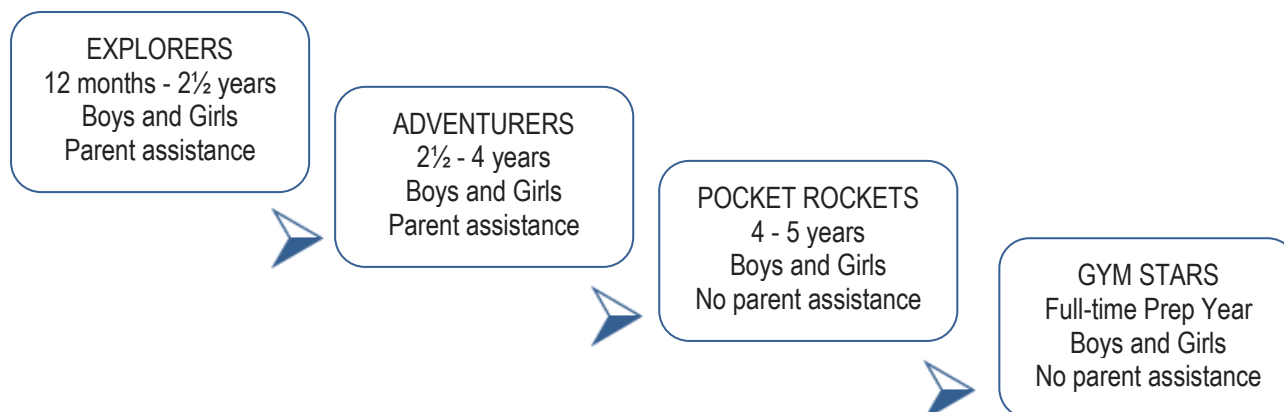 EXPLORERS
12 months - 2½ years
Boys and Girls
Parent assistance
ADVENTURERS
2½ - 4 years
Boys and Girls
Parent assistance
POCKET ROCKETS
4 - 5 years
Boys and Girls
No parent assistance
GYM STARS
Full-time Prep Year
Boys and Girls
No parent assistance